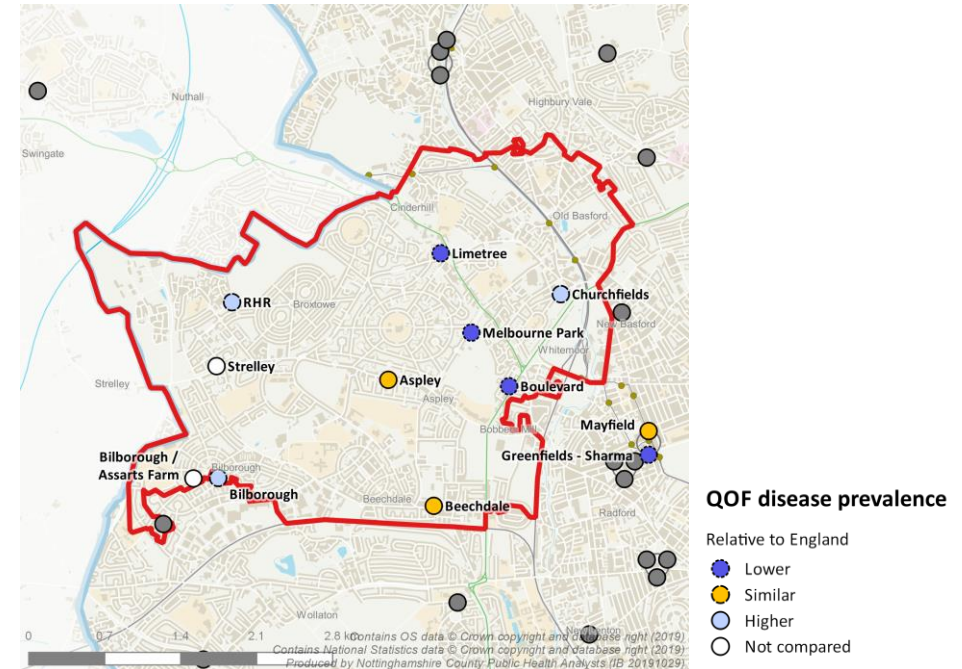 Nuthall
Highbury Vale
Swingate
Cinderhill
Old Basford
Limetree
Churchfields
RHR
Broxtowe
New Basford
Melbourne Park
Whitemoor
Strelley
Strelley
Aspley
Aspley
Boulevard
Mayfield
Greenfields - Sharma
Bilborough /
Assarts Farm
Bilborough
Bilborough
Beechdale
Beechdale
Radford
Wollaton
QOF disease prevalence
Relative to England
Lower
Similar
Higher
Not compared
0 0.7 1.4 2.1 2.8 km
Contains OS data © Crown copyright and database right (2019)
Contains National Statistics data © Crown copyright and database right (2019)
Produced by Nottinghamshire County Public Health Analysts (IB 20191029)